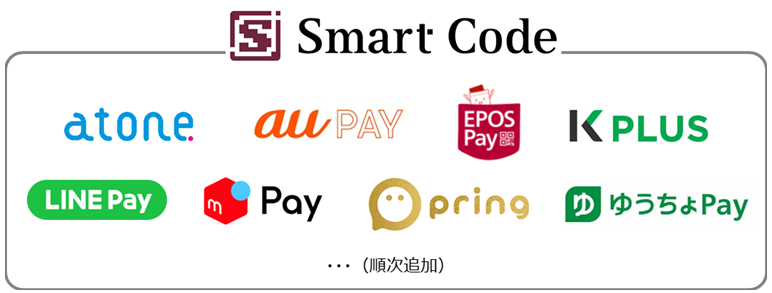 Smart Code
atone
au PAY
EPOS
Pay
K PLUS
LINE Pay
m Pay
pring
ゆ ゆうちょPay
･･･（順次追加）